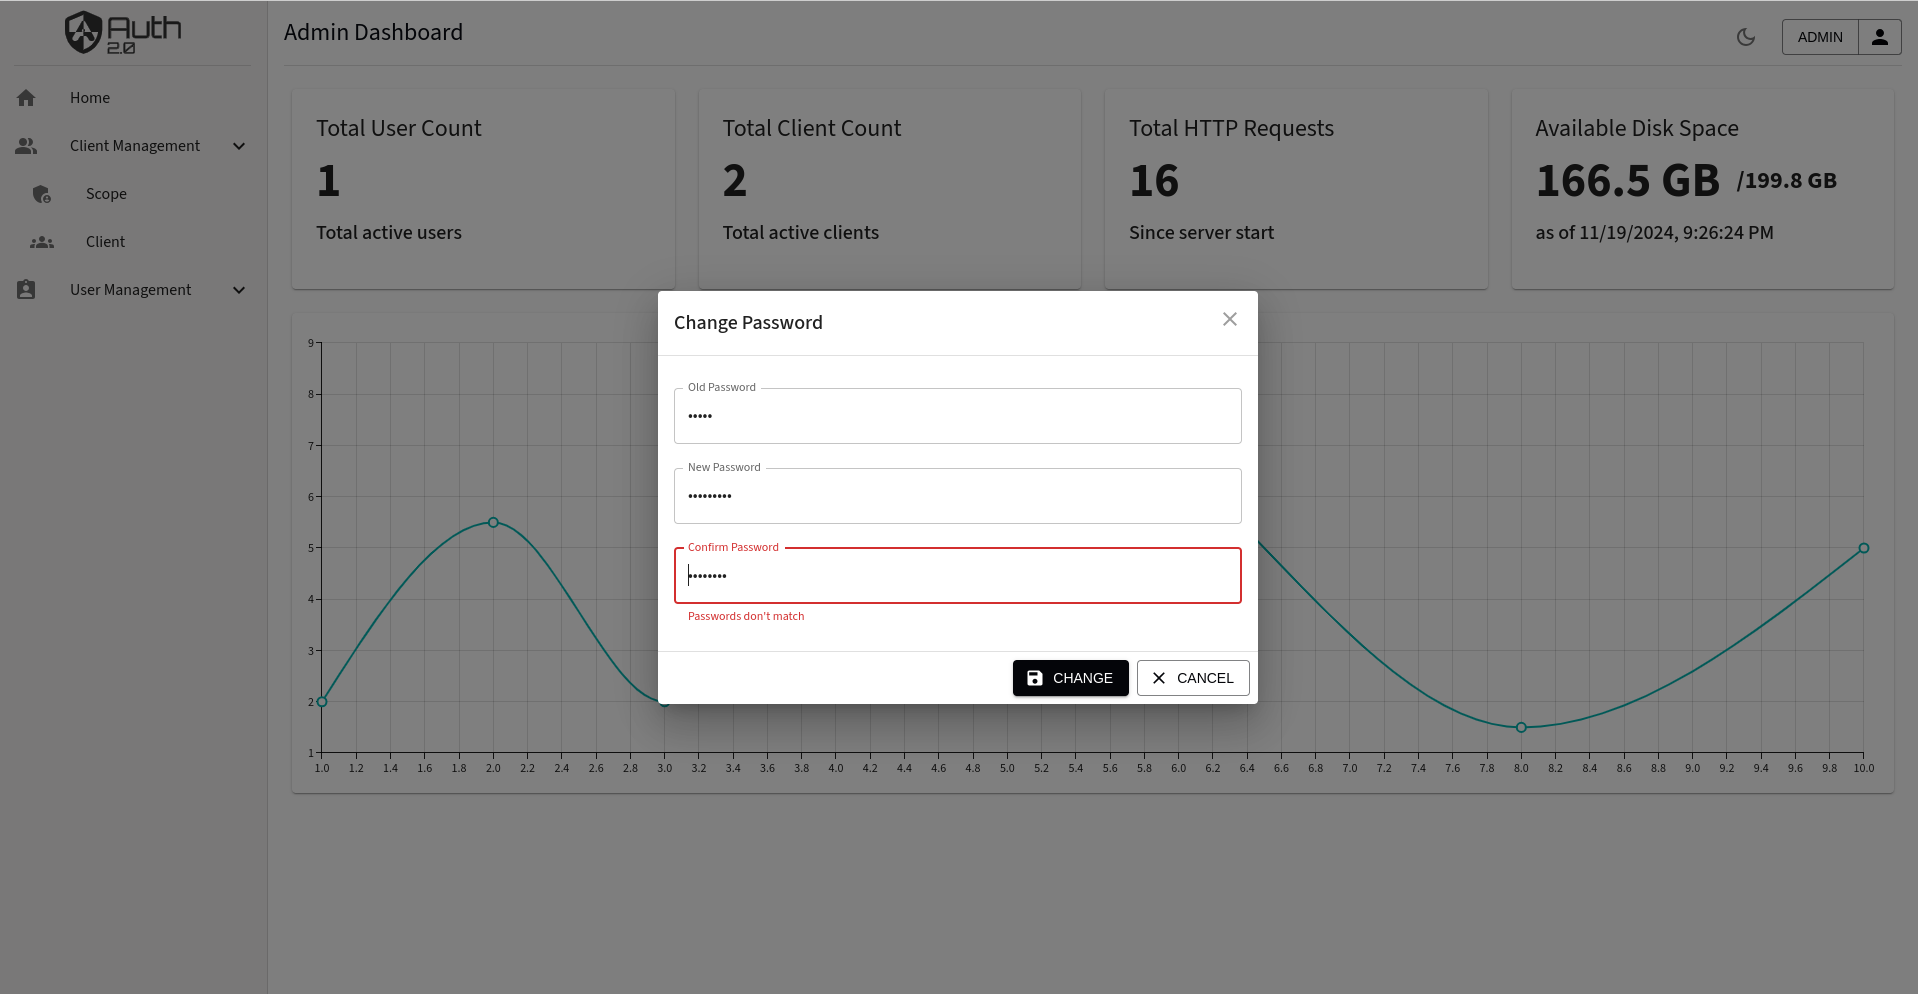 Auth
2.0
Admin Dashboard
ADMIN
Home
Client Management
Scope
Client
User Management
Total User Count
1
Total active users
Total Client Count
2
Total active clients
Total HTTP Requests
16
Since server start
Available Disk Space
166.5 GB /199.8 GB
as of 11/19/2024, 9:26:24 PM
Change Password
Old Password
•••••
New Password
•••••••••
Confirm Password
••••••••
Passwords don't match
CHANGE
CANCEL
9
8
7
6
5
4
3
2
1
1.0 1.2 1.4 1.6 1.8 2.0 2.2 2.4 2.6 2.8 3.0 3.2 3.4 3.6 3.8 4.0 4.2 4.4 4.6 4.8 5.0 5.2 5.4 5.6 5.8 6.0 6.2 6.4 6.6 6.8 7.0 7.2 7.4 7.6 7.8 8.0 8.2 8.4 8.6 8.8 9.0 9.2 9.4 9.6 9.8 10.0